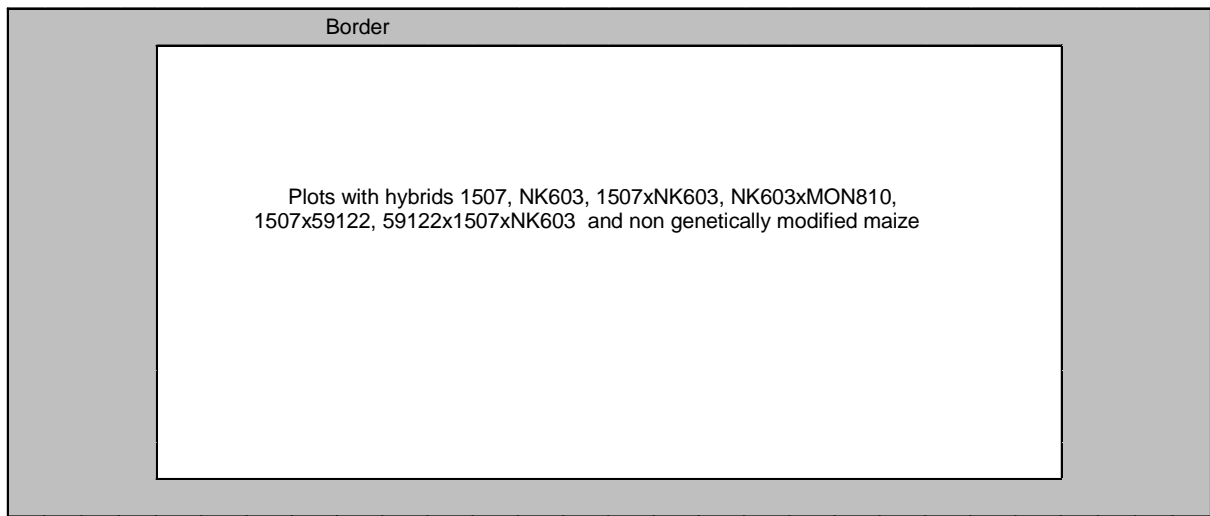 Border
Plots with hybrids 1507, NK603, 1507xNK603, NK603xMON810,
1507x59122, 59122x1507xNK603 and non genetically modified maize